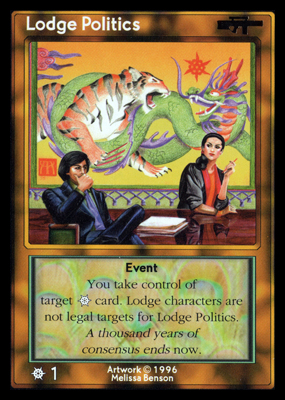 Lodge Politics
Event
You take control of
target card. Lodge characters are
not legal targets for Lodge Politics.
A thousand years of
consensus ends now.
1
Artwork © 1996
Melissa Benson